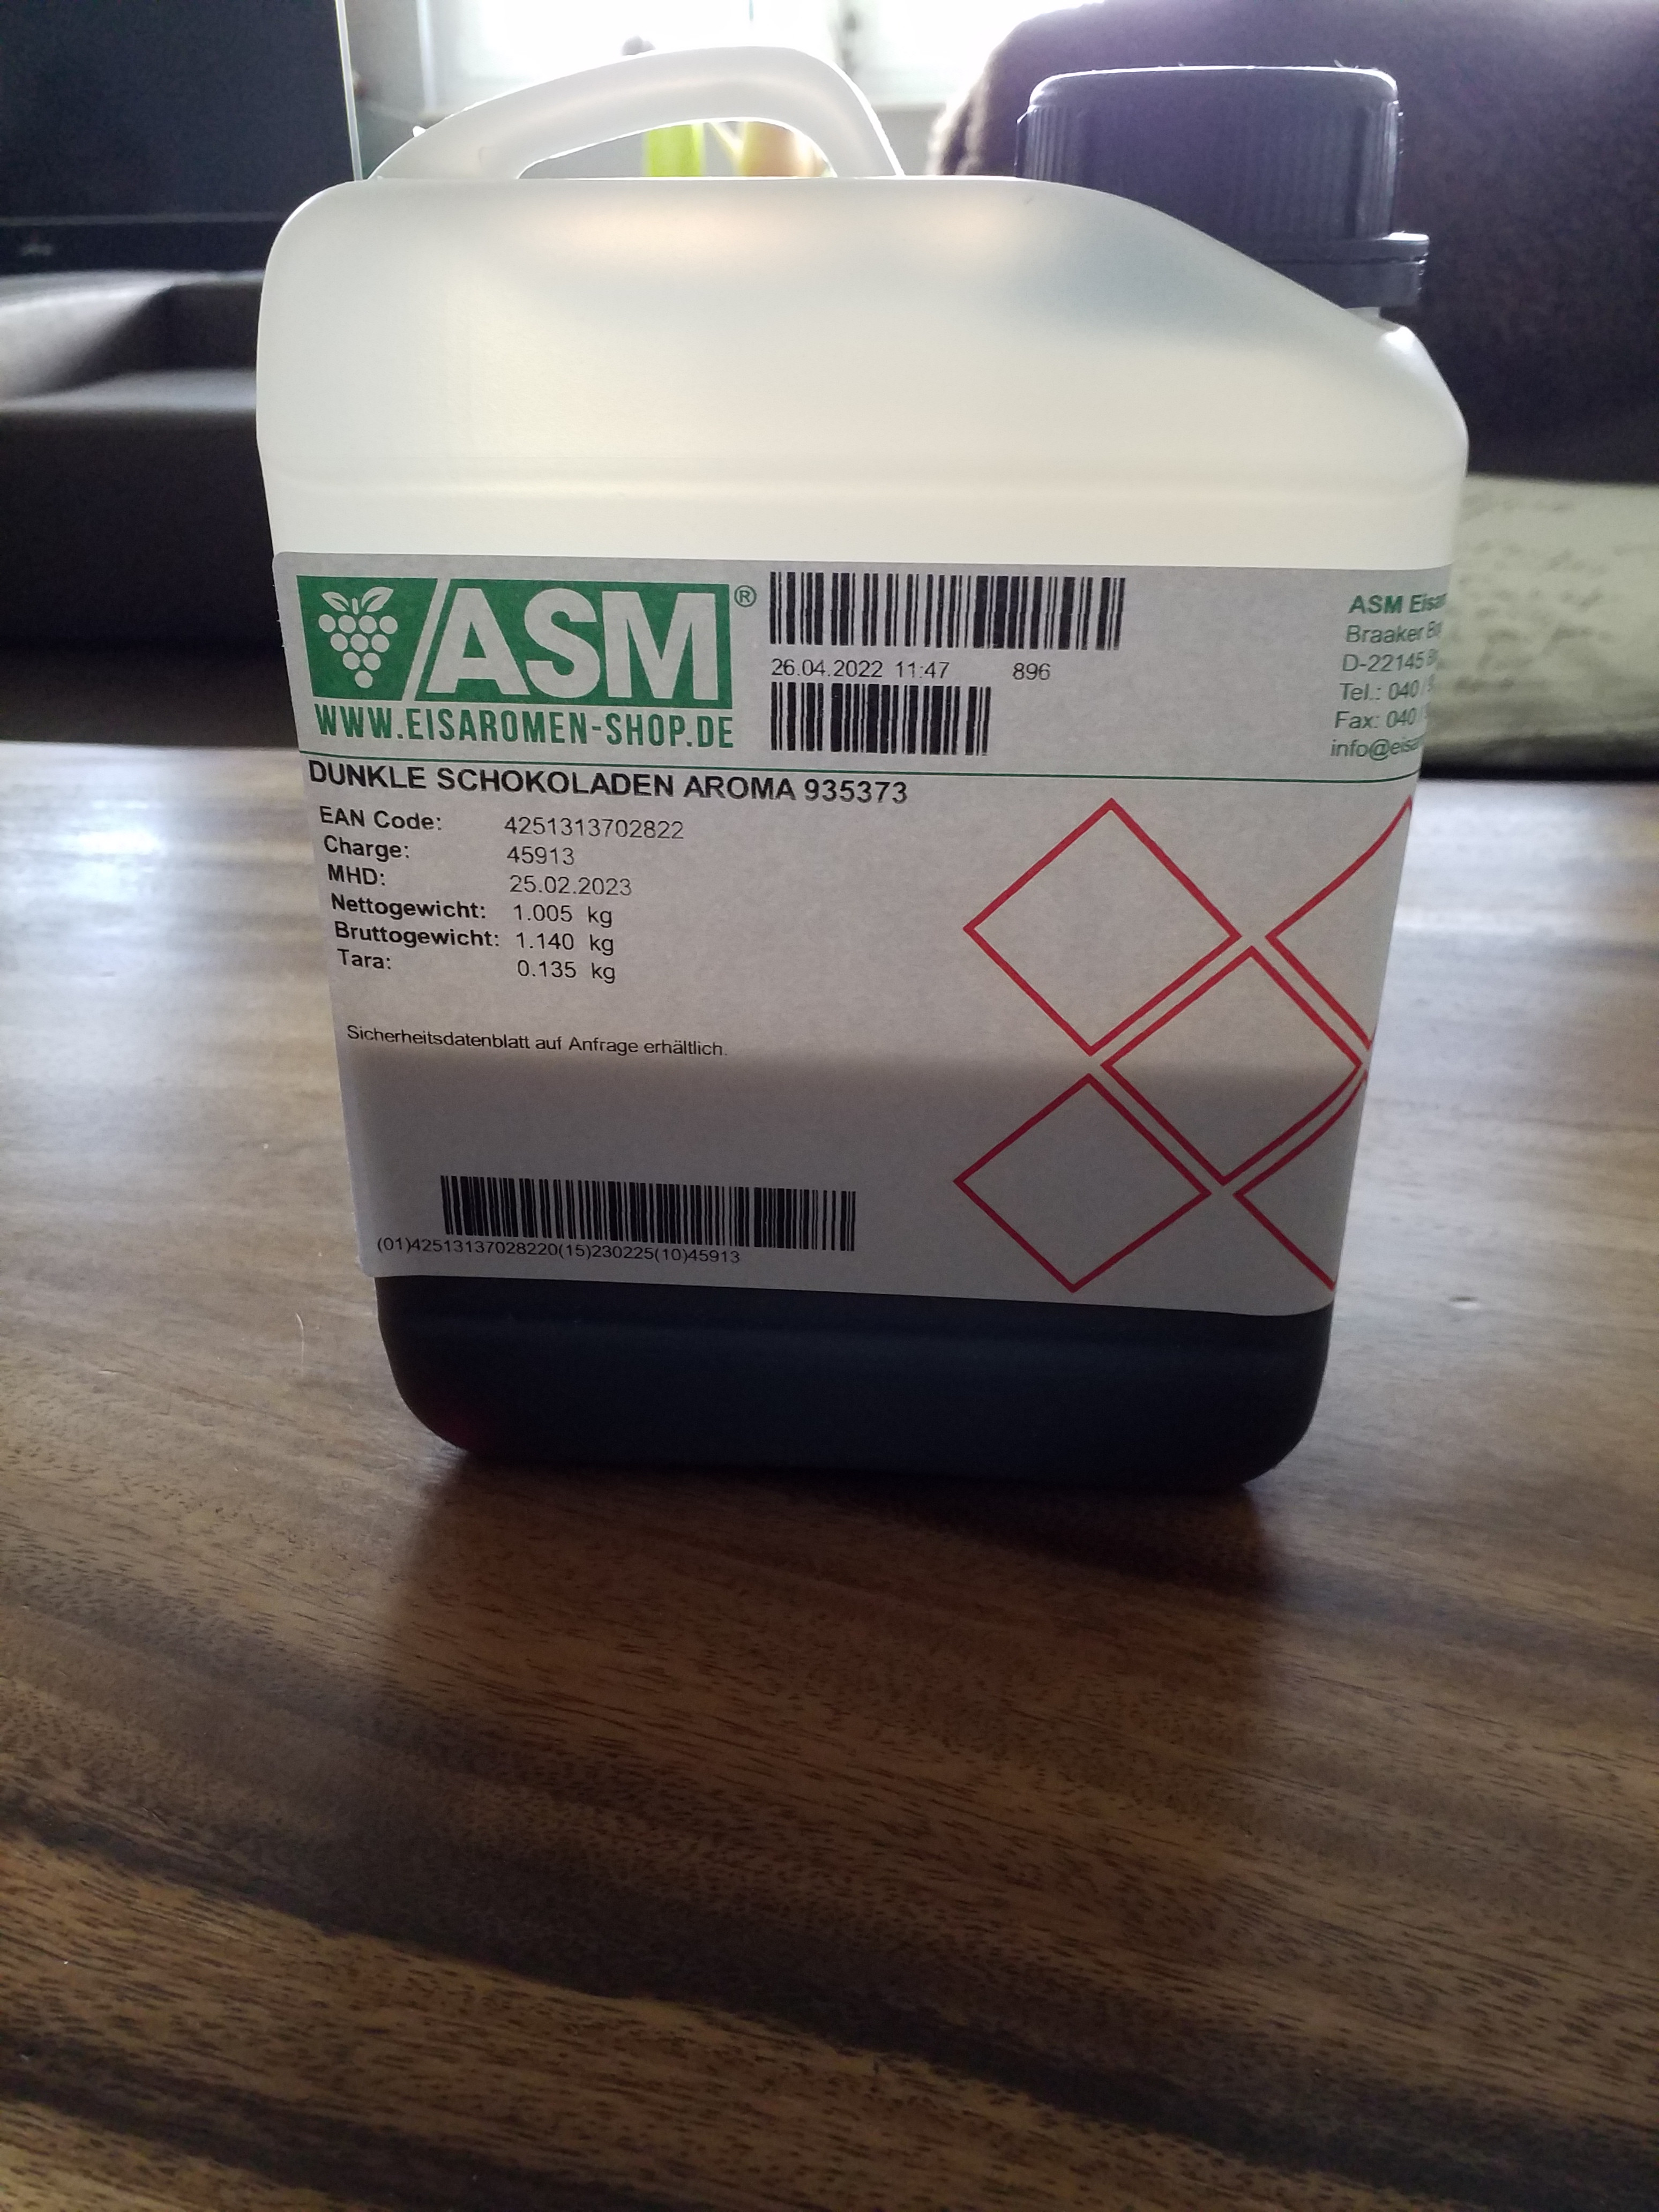 ASM®
WWW.EISAROMEN-SHOP.DE
26.04.2022 11:47 896
ASM
Braaker
D-22145
Tel.: 040
Fax: 040
DUNKLE SCHOKOLADEN AROMA 935373
EAN Code: 4251313702822
Charge: 45913
MHD: 25.02.2023
Nettogewicht: 1.005 kg
Bruttogewicht: 1.140 kg
Tara: 0.135 kg
Sicherheitsdatenblatt auf Anfrage erhältlich.
(01)42513137028220(15)230225(10)45913